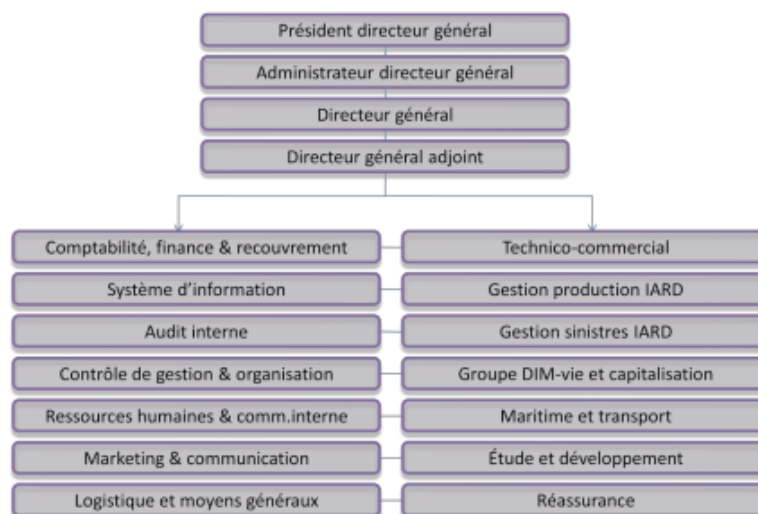 Président directeur général
Administrateur directeur général
Directeur général
Directeur général adjoint
Comptabilité, finance & recouvrement
Technico-commercial
Système d'information
Gestion production IARD
Audit interne
Gestion sinistres IARD
Contrôle de gestion & organisation
Groupe DIM-vie et capitalisation
Ressources humaines & comm.interne
Maritime et transport
Marketing & communication
Étude et développement
Logistique et moyens généraux
Réassurance